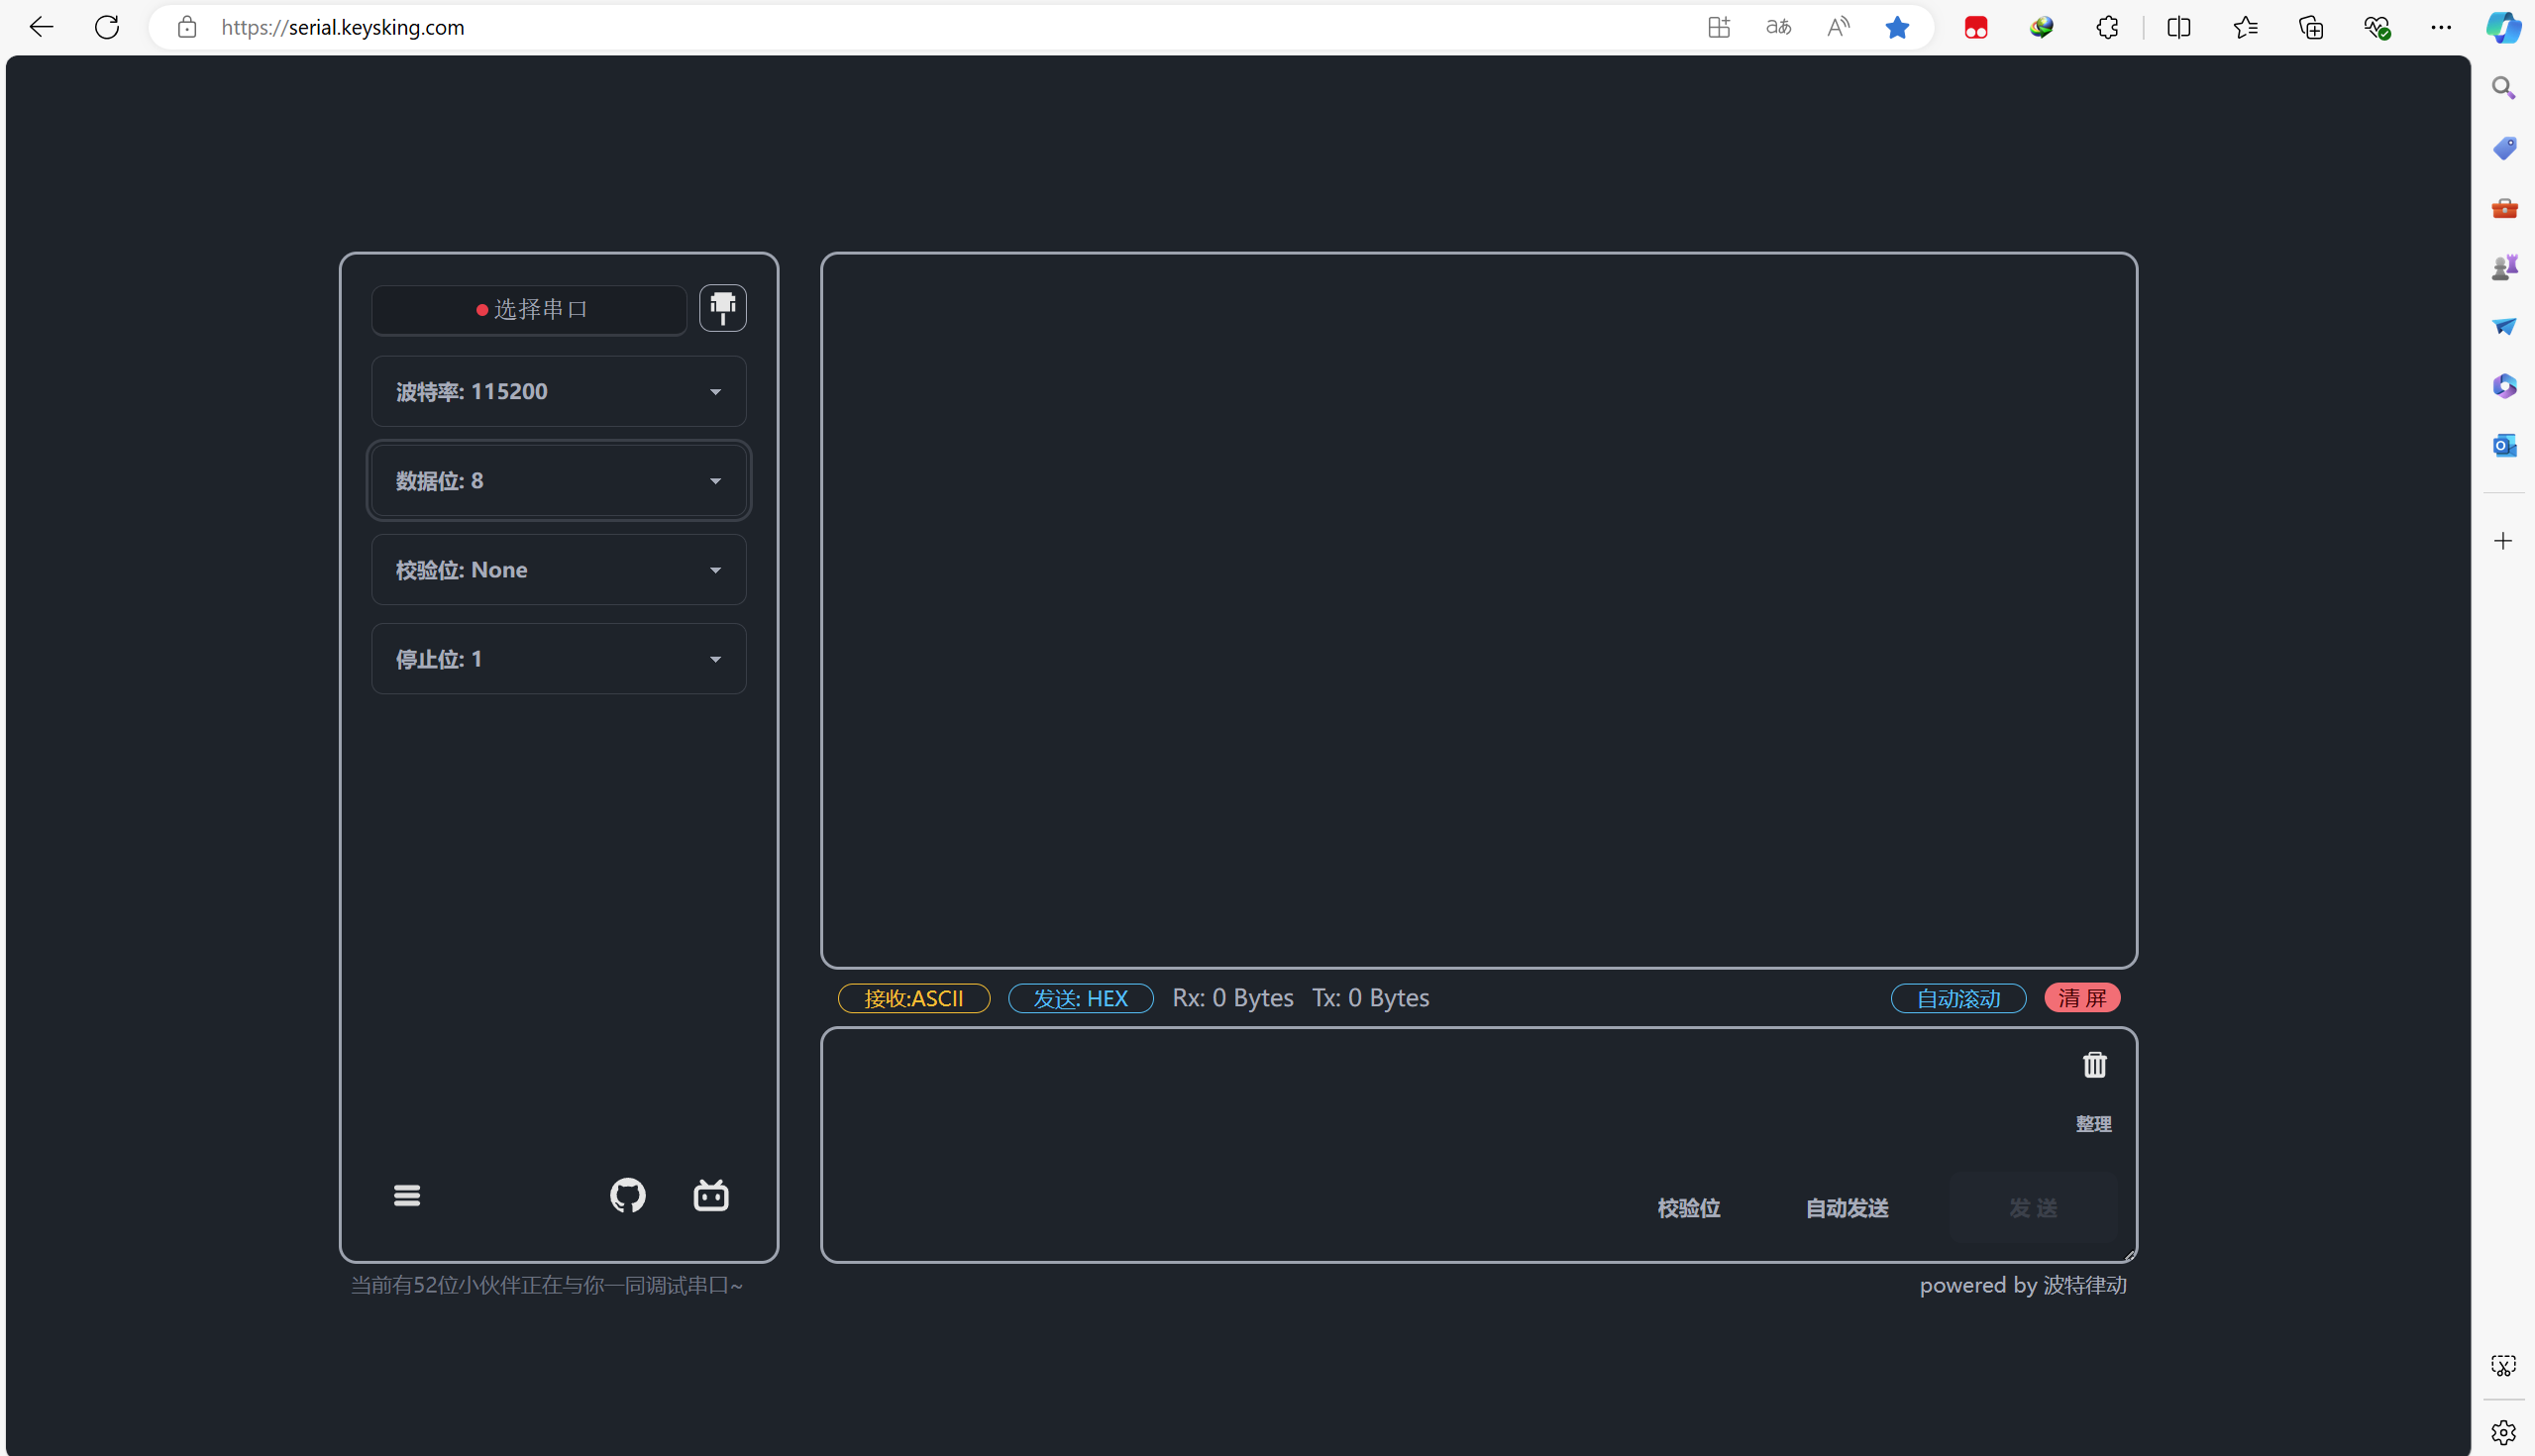 https://serial.keysking.com
选择串口
波特率: 115200
数据位: 8
校验位: None
停止位: 1
接收:ASCII 发送: HEX Rx: 0 Bytes Tx: 0 Bytes 自动滚动 清 屏
整理
校验位 自动发送 发 送
当前有52位小伙伴正在与你一同调试串口~
powered by 波特律动